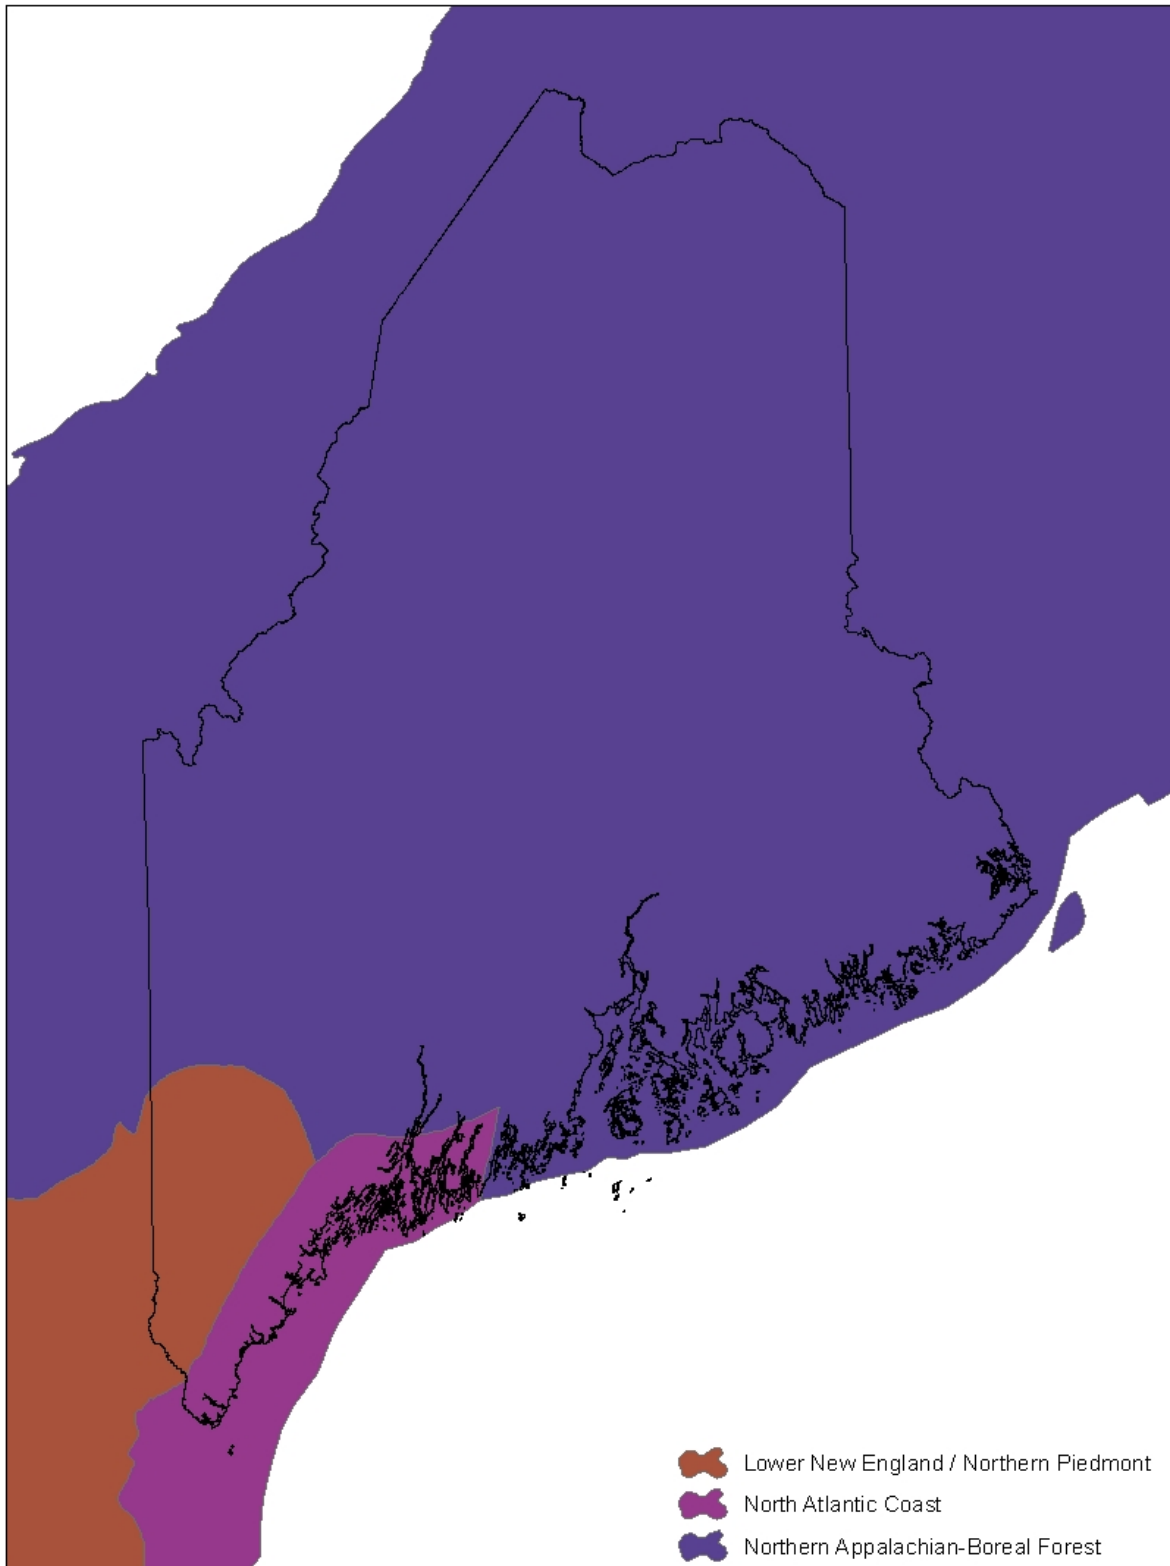 Lower New England / Northern Piedmont
North Atlantic Coast
Northern Appalachian-Boreal Forest